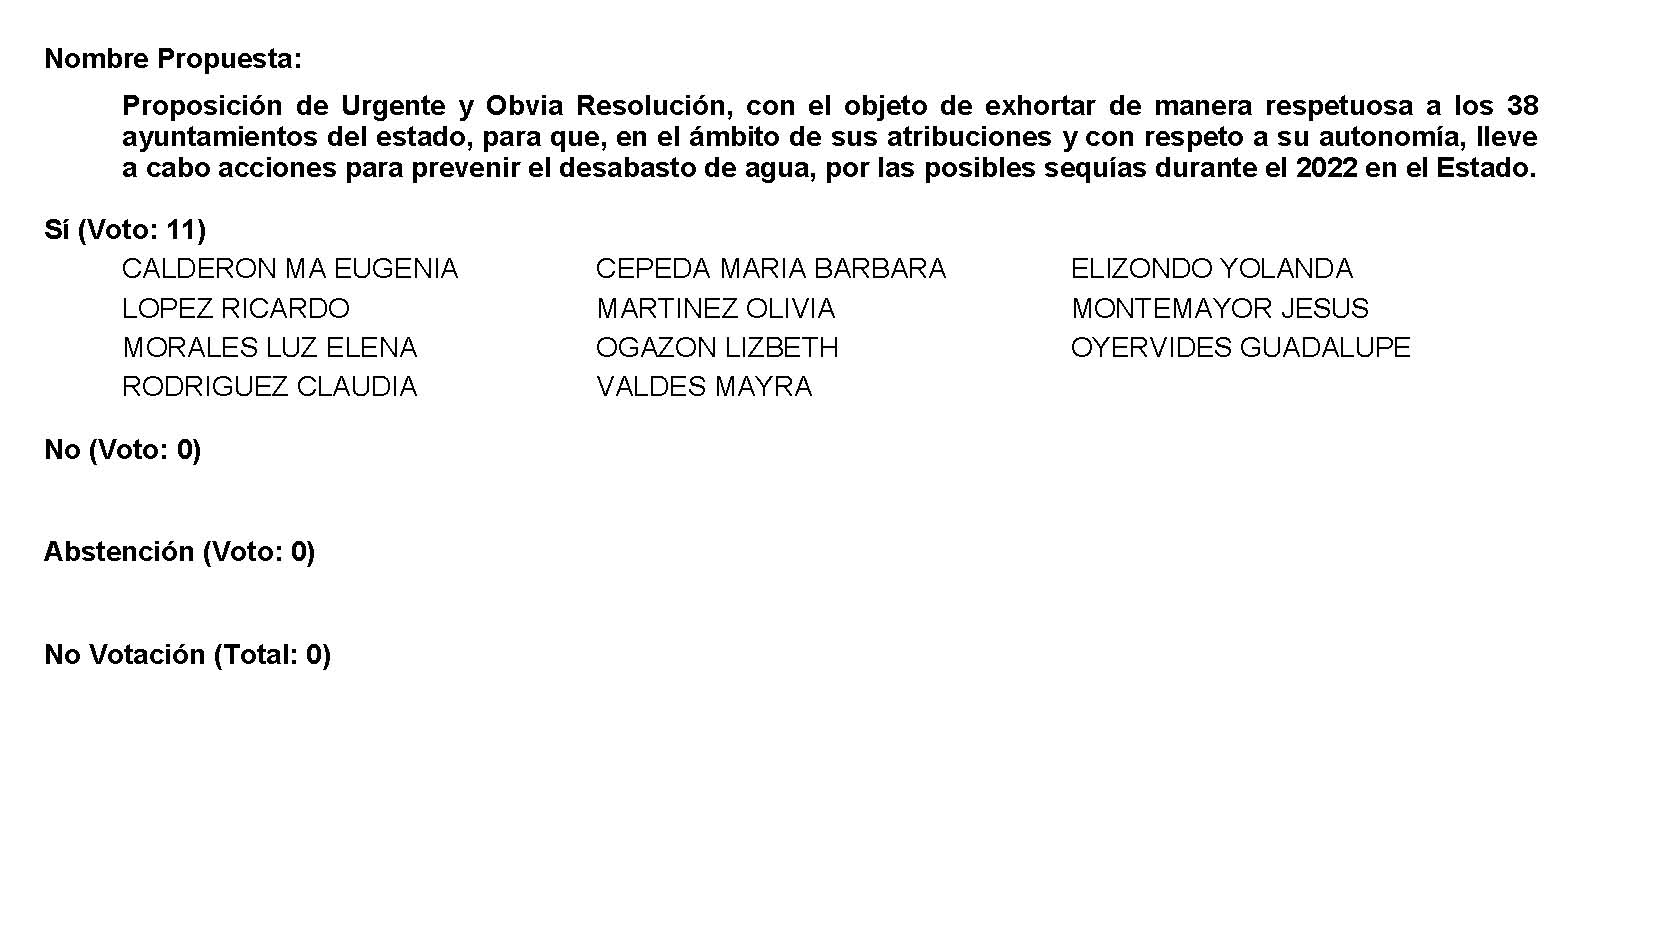 Nombre Propuesta:
Proposición de Urgente y Obvia Resolución, con el objeto de exhortar de manera respetuosa a los 38
ayuntamientos del estado, para que, en el ámbito de sus atribuciones y con respeto a su autonomía, lleve
a cabo acciones para prevenir el desabasto de agua, por las posibles sequías durante el 2022 en el Estado.
Sí (Voto: 11)
CALDERON MA EUGENIA CEPEDA MARIA BARBARA ELIZONDO YOLANDA
LOPEZ RICARDO MARTINEZ OLIVIA MONTEMAYOR JESUS
MORALES LUZ ELENA OGAZON LIZBETH OYERVIDES GUADALUPE
RODRIGUEZ CLAUDIA VALDES MAYRA
No (Voto: 0)
Abstención (Voto: 0)
No Votación (Total: 0)